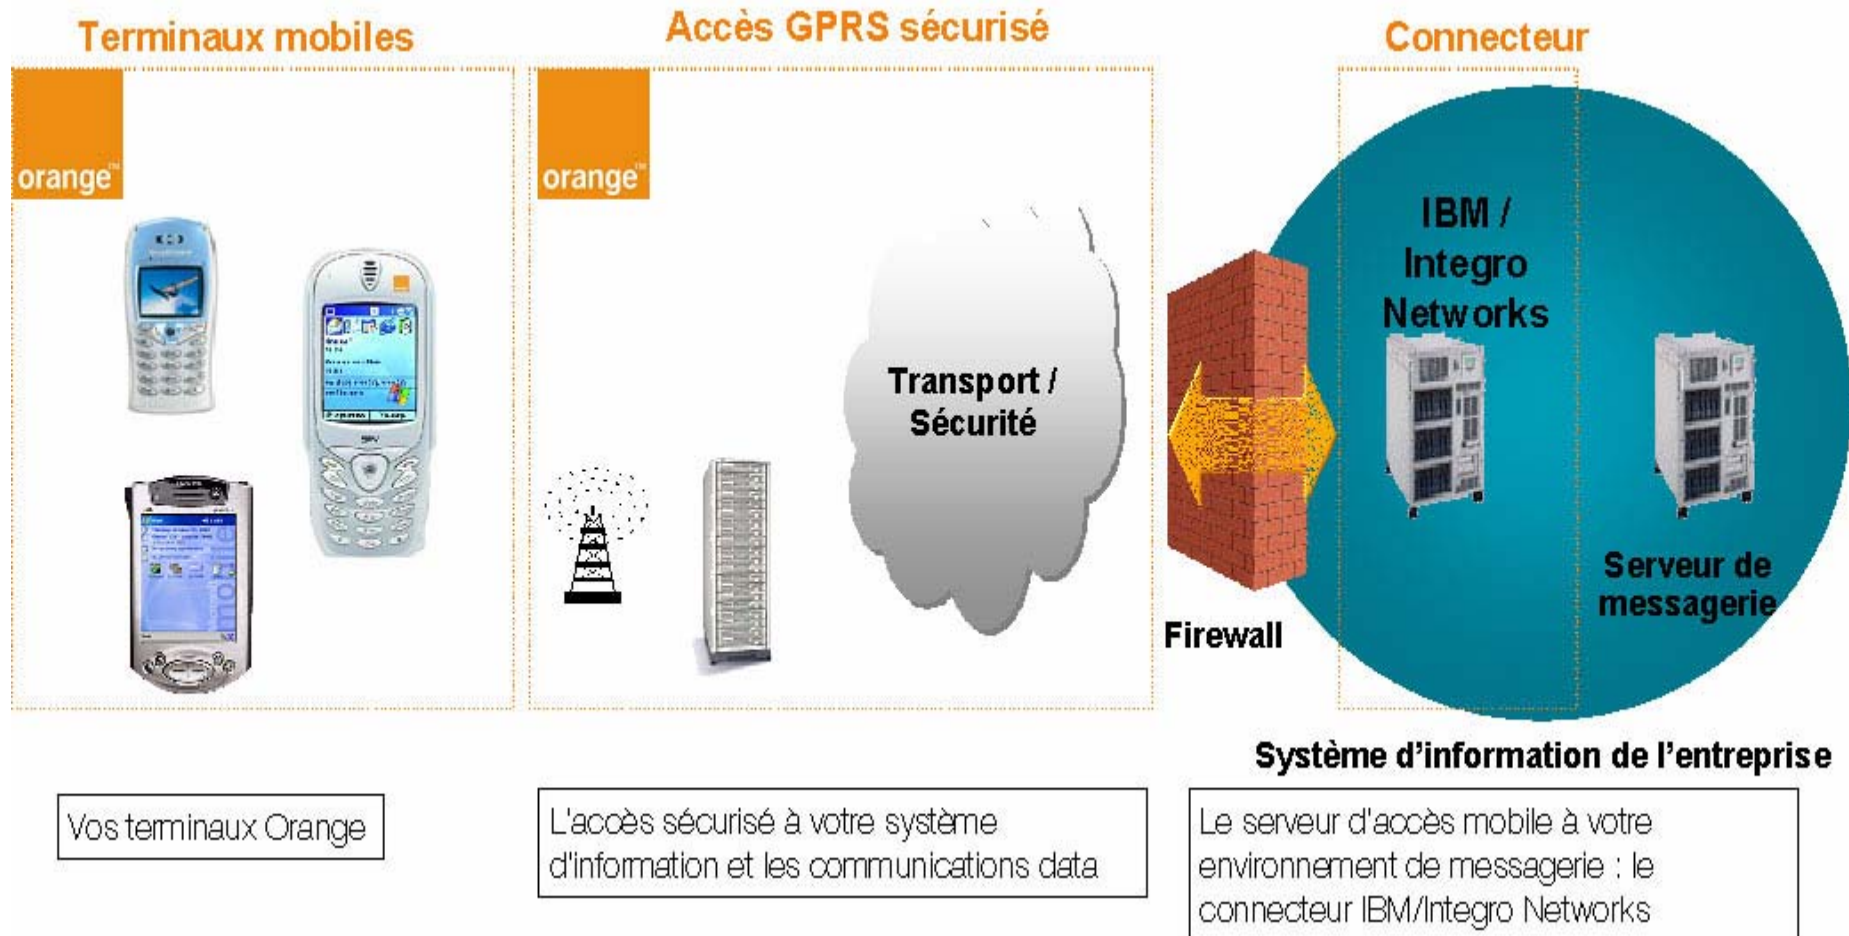 Terminaux mobiles
Accès GPRS sécurisé
Connecteur
orange™
orange™
IBM /
Integro
Networks
Transport /
Sécurité
Serveur de
messagerie
Firewall
Système d'information de l'entreprise
Vos terminaux Orange
L'accès sécurisé à votre système
d'information et les communications data
Le serveur d'accès mobile à votre
environnement de messagerie : le
connecteur IBM/Integro Networks